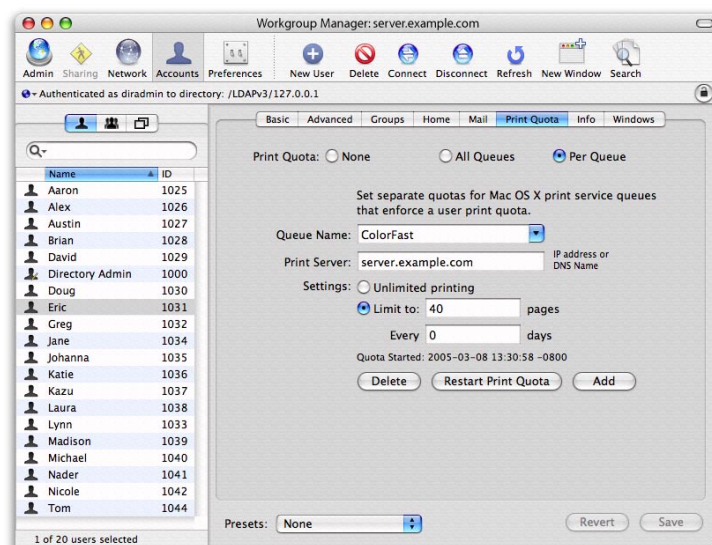 Workgroup Manager: server.example.com
Admin Sharing Network Accounts Preferences New User Delete Connect Disconnect Refresh New Window Search
Authenticated as diradmin to directory: /LDAPv3/127.0.0.1
Basic Advanced Groups Home Mail Print Quota Info Windows
Name ID
Aaron 1025
Alex 1026
Austin 1027
Brian 1028
David 1029
Directory Admin 1000
Doug 1030
Eric 1031
Greg 1032
Jane 1034
Johanna 1035
Katie 1036
Kazu 1037
Laura 1038
Lynn 1033
Madison 1039
Michael 1040
Nader 1041
Nicole 1042
Tom 1044
1 of 20 users selected
Print Quota: None All Queues Per Queue
Set separate quotas for Mac OS X print service queues
that enforce a user print quota.
Queue Name: ColorFast
Print Server: server.example.com IP address or
DNS Name
Settings: Unlimited printing
Limit to: 40 pages
Every 0 days
Quota Started: 2005-03-08 13:30:58 -0800
Delete Restart Print Quota Add
Presets: None Revert Save